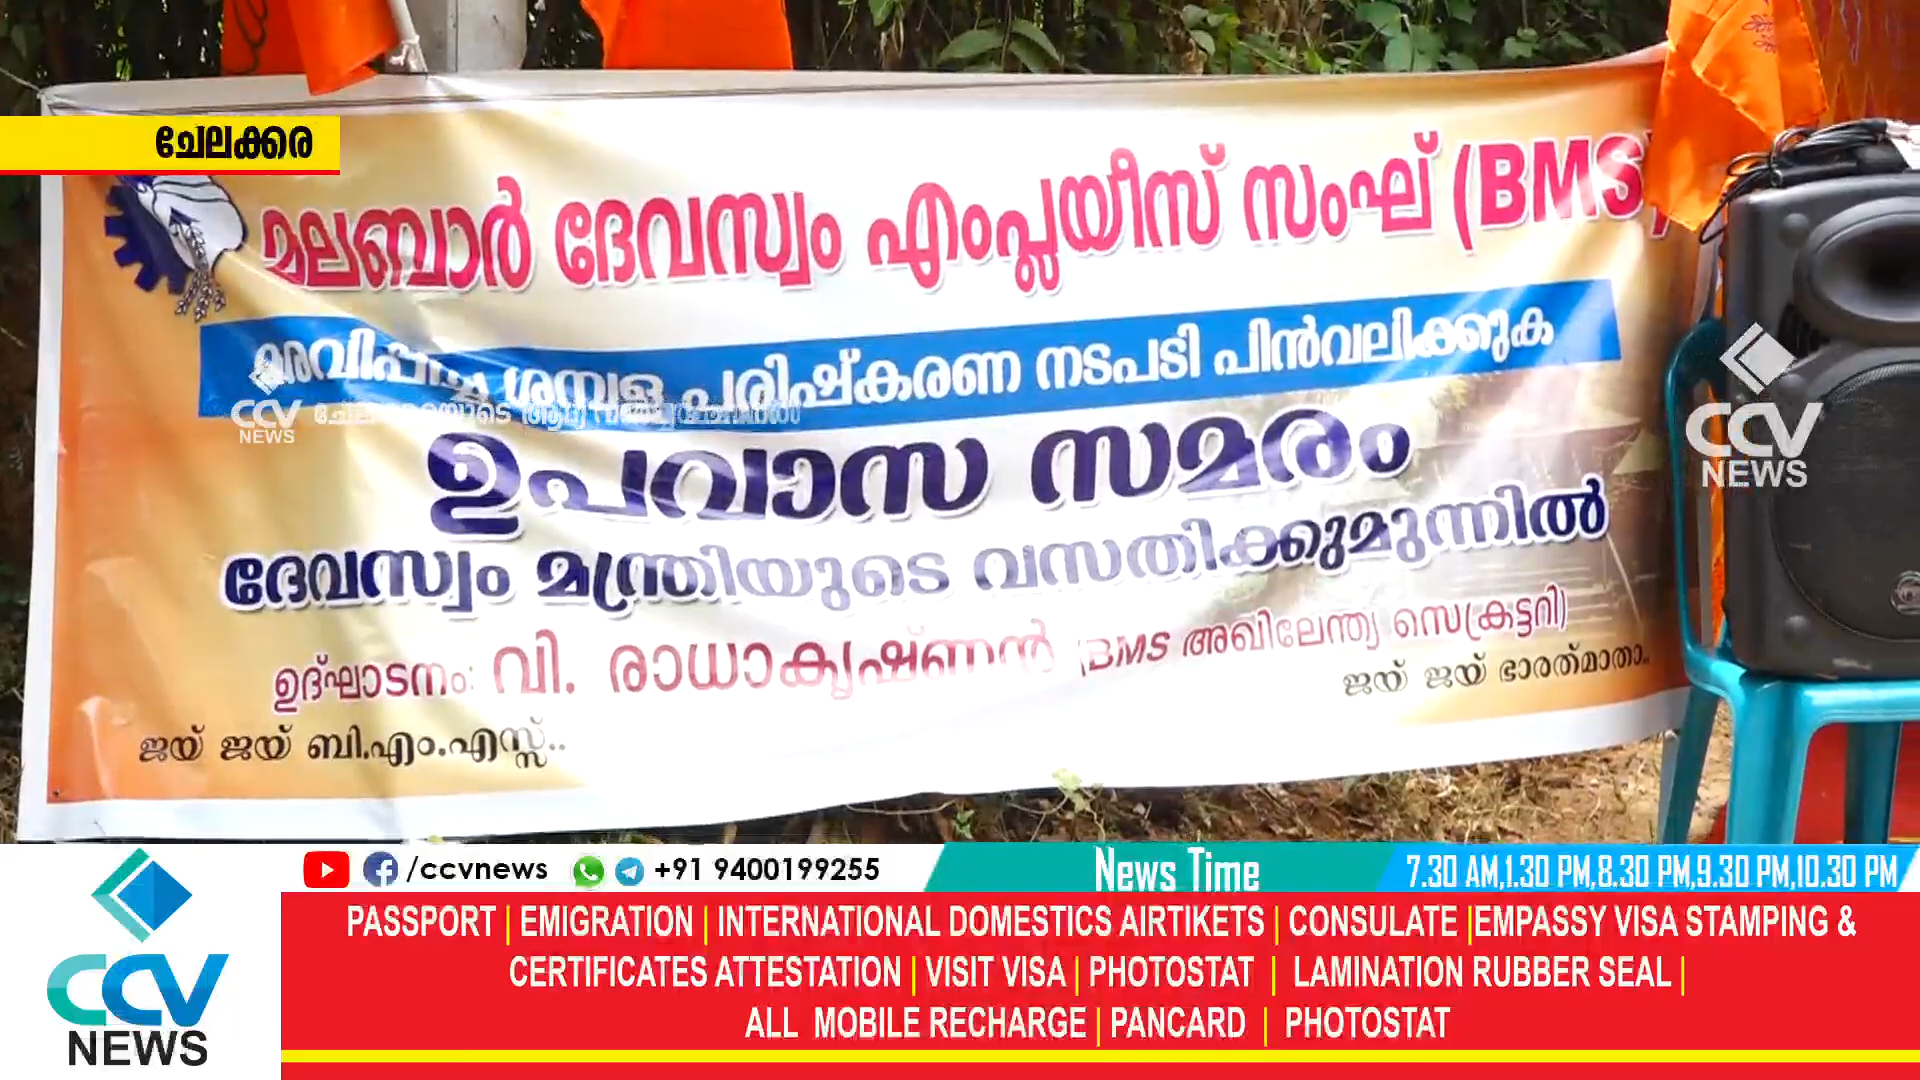 ചേലക്കര
മലബാർ ദേവസ്വം എംപ്ലയീസ് സംഘ് (BMS)
ശമ്പള പരിഷ്കരണ നടപടി പിൻവലിക്കുക
ഉപവാസ സമരം
ദേവസ്വം മന്ത്രിയുടെ വസതിക്കുമുന്നിൽ
ഉദ്ഘാടനം: വി. രാധാകൃഷ്ണൻ (BMS അഖിലേന്ത്യ സെക്രട്ടറി)
ജയ് ജയ് ഭാരത്മാതാ..
ജയ് ജയ് ബി.എം.എസ്സ്..
CCV
NEWS
CCV
NEWS
/ccvnews +91 9400199255 News Time 7.30 AM,1.30 PM,8.30 PM,9.30 PM,10.30 PM
CCV
NEWS
PASSPORT | EMIGRATION | INTERNATIONAL DOMESTICS AIRTIKETS | CONSULATE |EMPASSY VISA STAMPING &
CERTIFICATES ATTESTATION | VISIT VISA | PHOTOSTAT | LAMINATION RUBBER SEAL |
ALL MOBILE RECHARGE | PANCARD | PHOTOSTAT